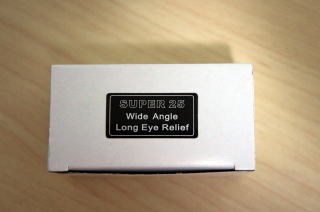 SUPER 25
Wide Angle
Long Eye Relief